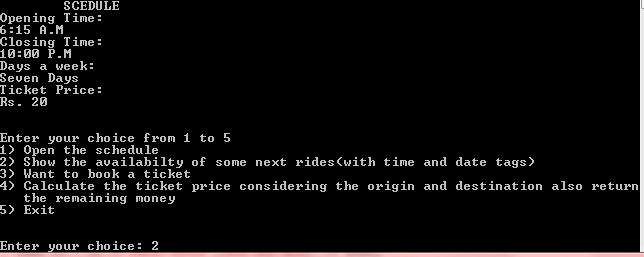 SCEDULE
Opening Time:
6:15 A.M
Closing Time:
10:00 P.M
Days a week:
Seven Days
Ticket Price:
Rs. 20
Enter your choice from 1 to 5
1) Open the schedule
2) Show the availabilty of some next rides(with time and date tags)
3) Want to book a ticket
4) Calculate the ticket price considering the origin and destination also return
the remaining money
5) Exit
Enter your choice: 2